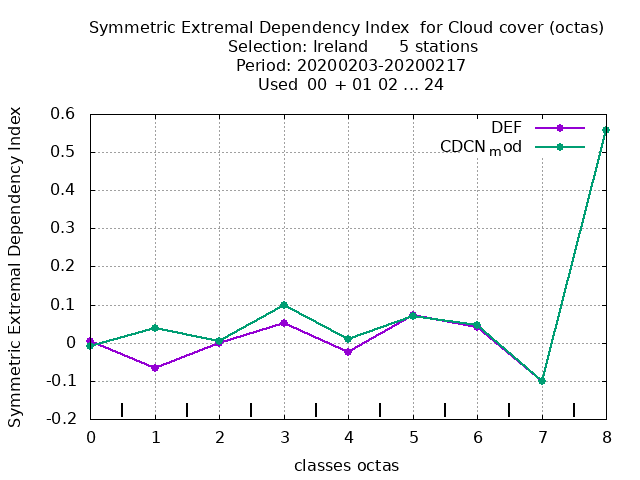 Symmetric Extremal Dependency Index  for Cloud cover (octas)
Selection: Ireland      5 stations
Period: 20200203-20200217
Used  00  + 01 02 ... 24
Symmetric Extremal Dependency Index
0.6
0.5
0.4
0.3
0.2
0.1
0
-0.1
-0.2
DEF
CDCNmod
0 1 2 3 4 5 6 7 8
classes octas